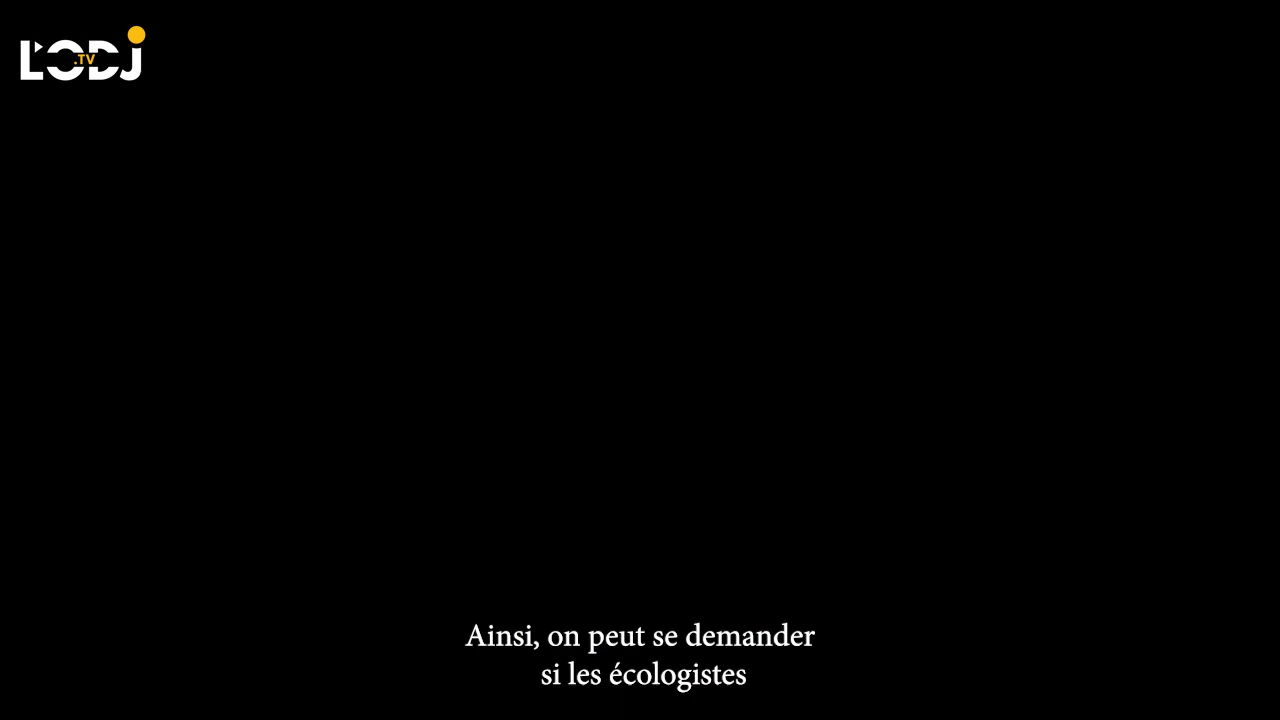 L'ODJ
.TV
Ainsi, on peut se demander
si les écologistes